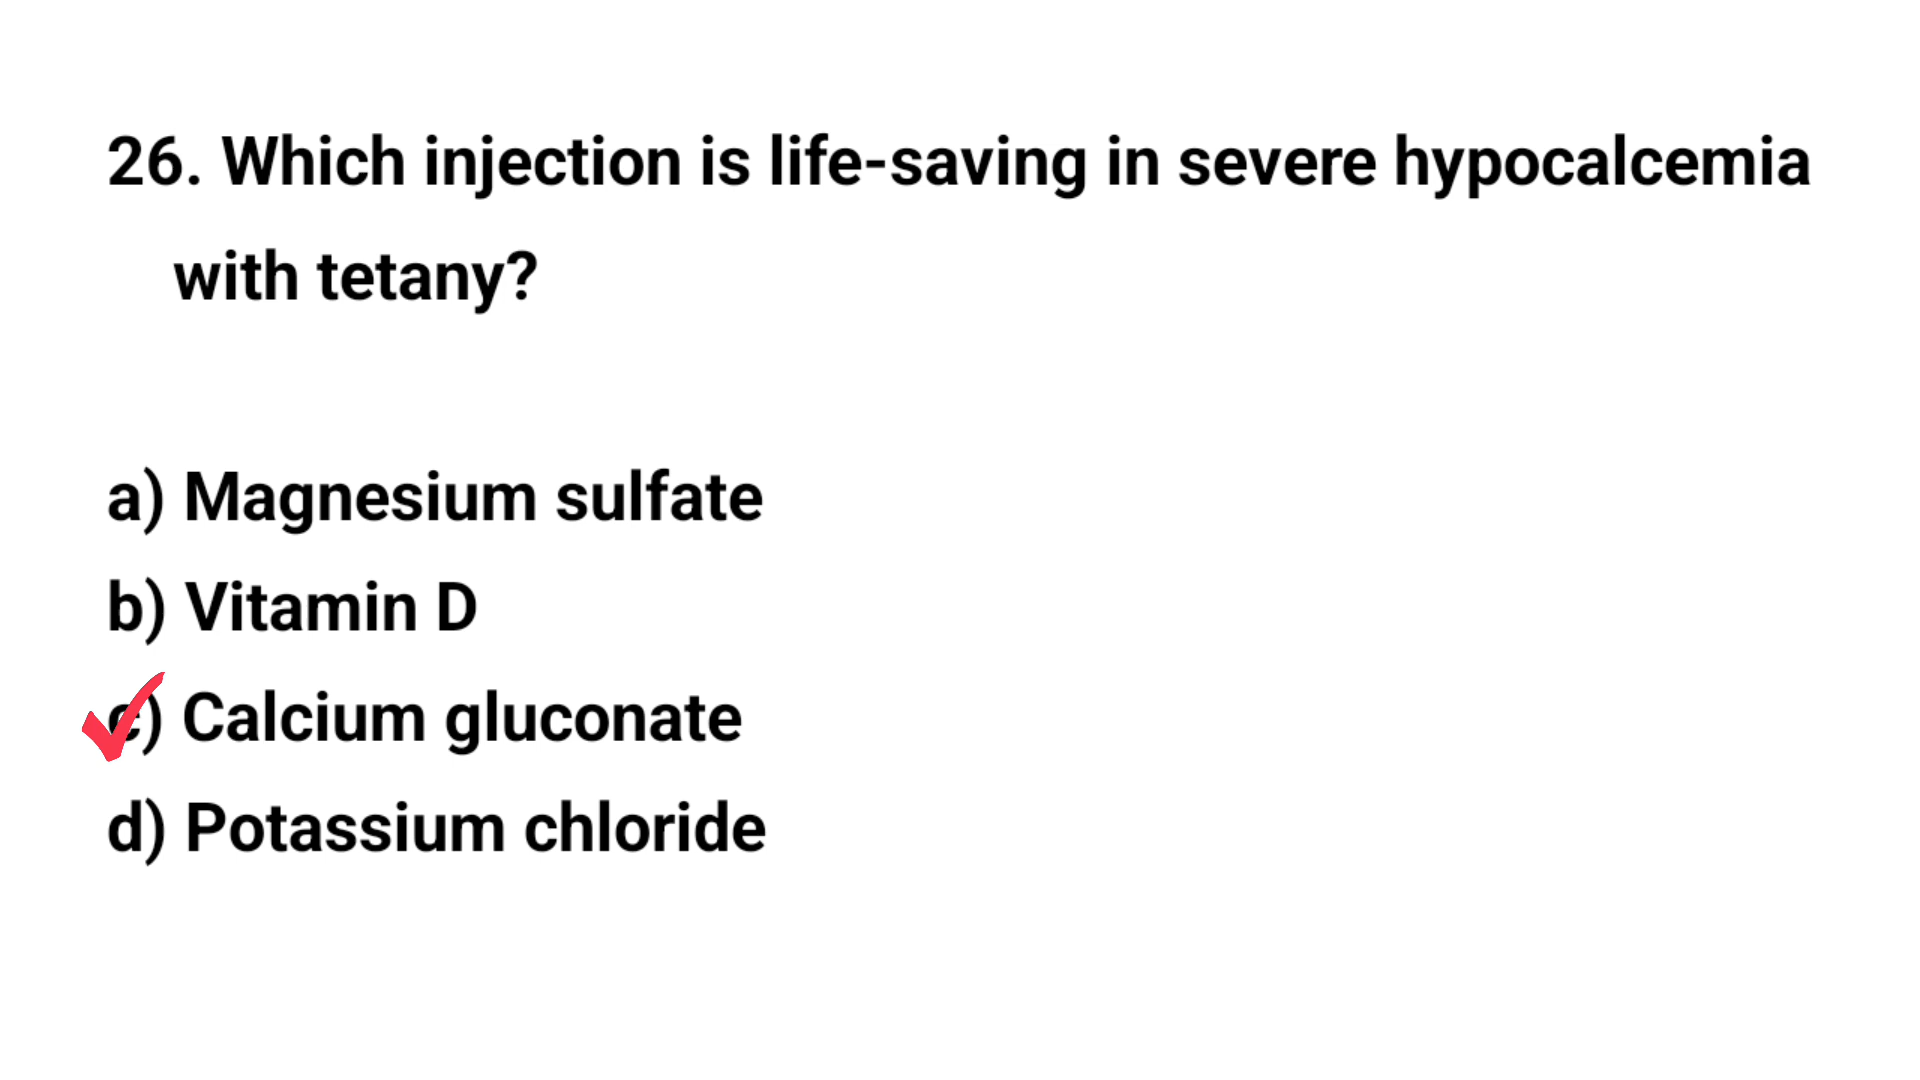 26. Which injection is life-saving in severe hypocalcemia
with tetany?
a) Magnesium sulfate
b) Vitamin D
c) Calcium gluconate
d) Potassium chloride